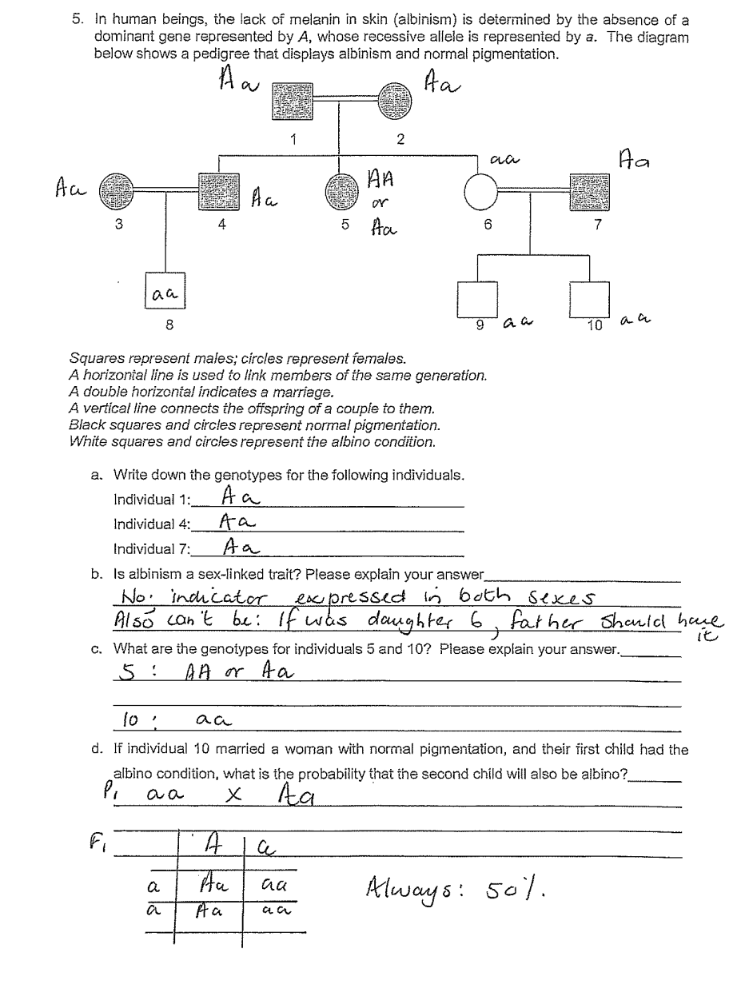 5. In human beings, the lack of melanin in skin (albinism) is determined by the absence of a
dominant gene represented by A, whose recessive allele is represented by a. The diagram
below shows a pedigree that displays albinism and normal pigmentation.
Aa Aa
1 2
aa Aa
Aa Aa AA
or
Aa
3 4 5 6 7
aa
8 9 aa 10 aa
Squares represent males; circles represent females.
A horizontal line is used to link members of the same generation.
A double horizontal indicates a marriage.
A vertical line connects the offspring of a couple to them.
Black squares and circles represent normal pigmentation.
White squares and circles represent the albino condition.
a. Write down the genotypes for the following individuals.
Individual 1: Aa
Individual 4: Aa
Individual 7: Aa
b. Is albinism a sex-linked trait? Please explain your answer
No. indicator expressed in both sexes
Also can't be: If was daughter 6, father should have
it
c. What are the genotypes for individuals 5 and 10? Please explain your answer.
5 : AA or Aa
10 : aa
d. If individual 10 married a woman with normal pigmentation, and their first child had the
albino condition, what is the probability that the second child will also be albino?
P1 aa X Aa
F1 A a
a Aa aa Always: 50%.
a Aa aa